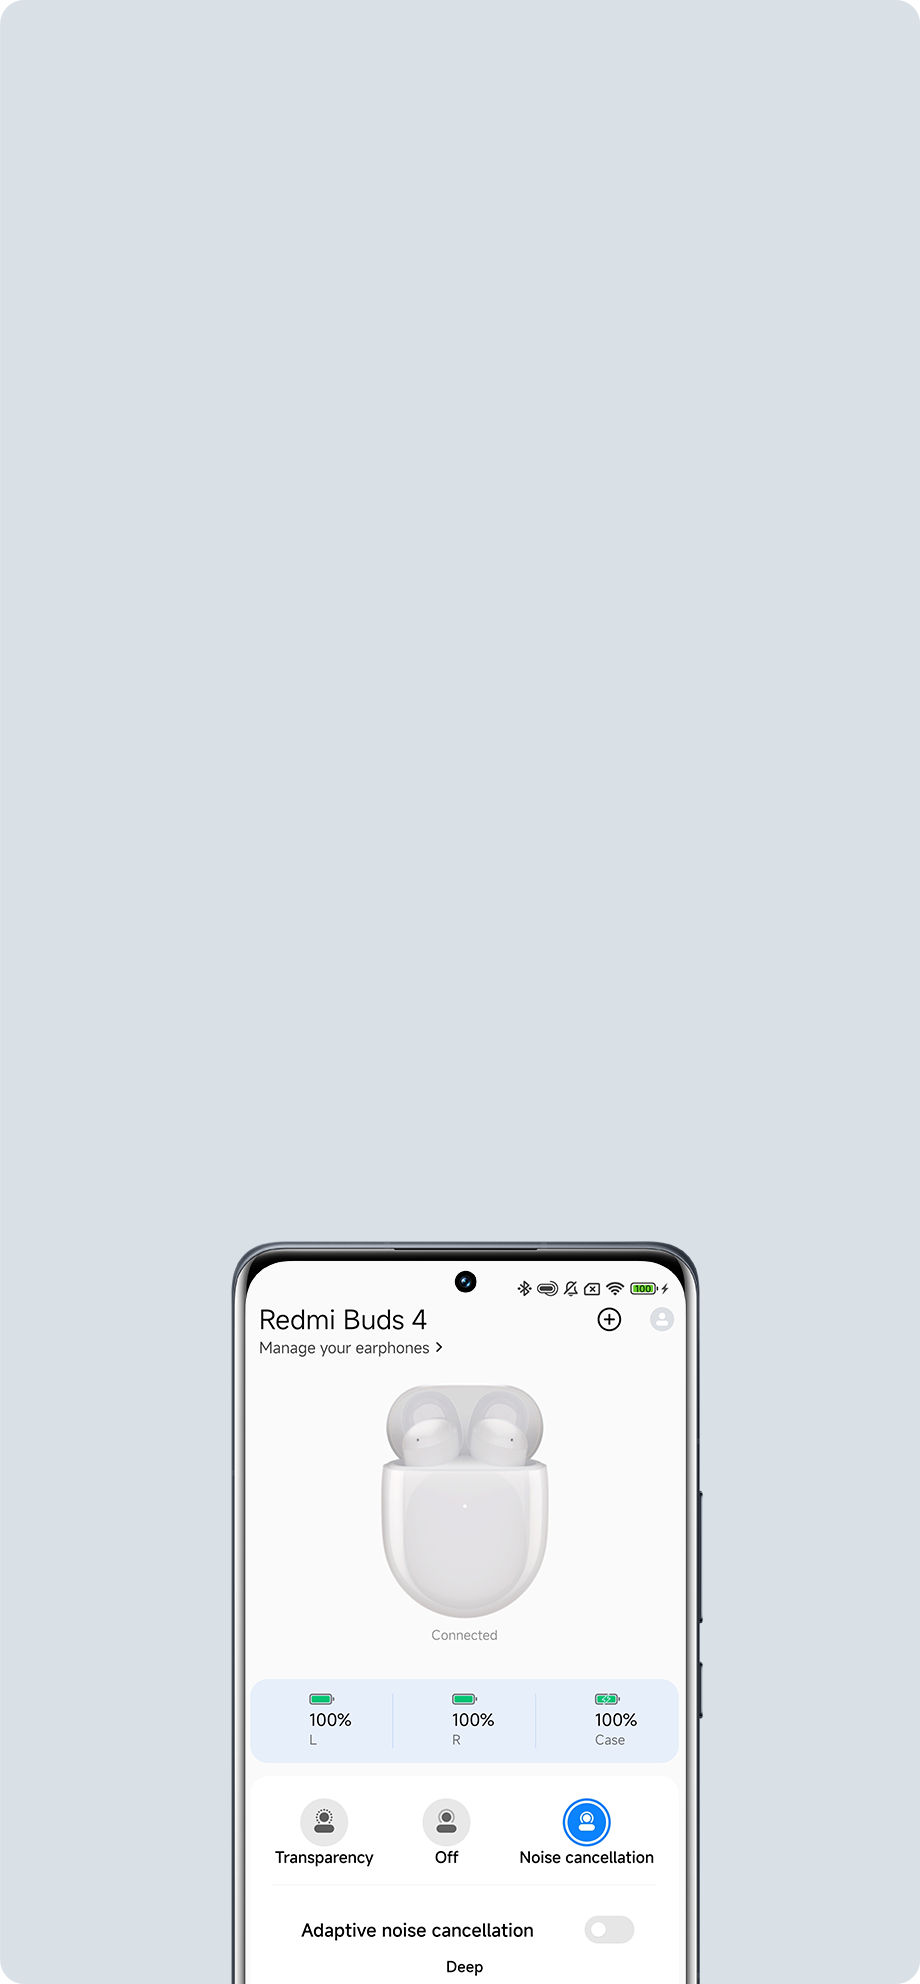 100
Redmi Buds 4
Manage your earphones >
Connected
100%
L
100%
R
100%
Case
Transparency
Off
Noise cancellation
Adaptive noise cancellation
Deep